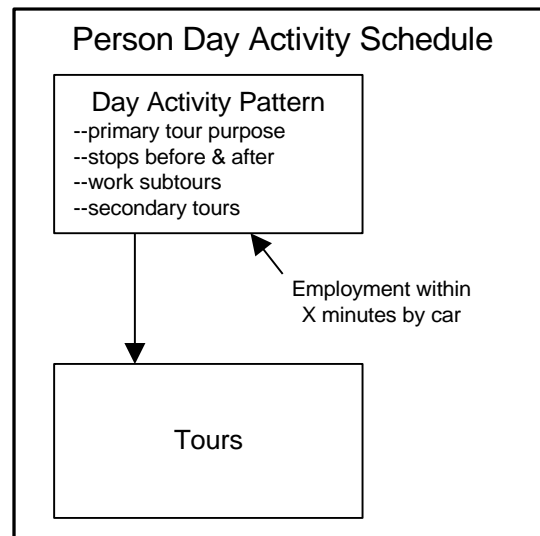 Person Day Activity Schedule
Day Activity Pattern
--primary tour purpose
--stops before & after
--work subtours
--secondary tours
Employment within
X minutes by car
Tours